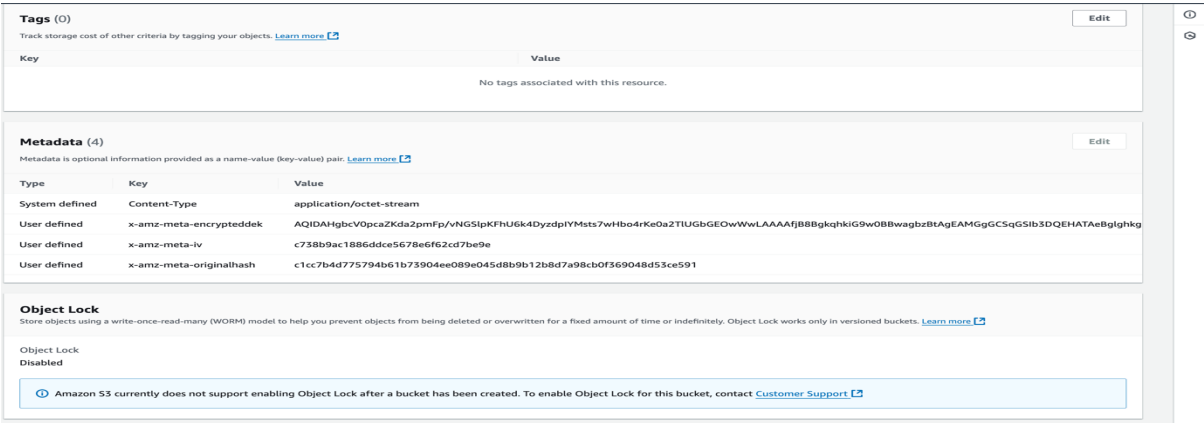 Tags (0)
Edit
Track storage cost of other criteria by tagging your objects. Learn more
Key Value
No tags associated with this resource.
Metadata (4)
Edit
Metadata is optional information provided as a name-value (key-value) pair. Learn more
Type Key Value
System defined Content-Type application/octet-stream
User defined x-amz-meta-encrypteddek
User defined x-amz-meta-iv c738b9ac1886ddce5678e6f62cd7be9e
User defined x-amz-meta-originalhash c1cc7b4d775794b61b73904ee089e045d8b9b12b8d7a98cb0f369048d53ce591
Object Lock
Store objects using a write-once-read-many (WORM) model to help you prevent objects from being deleted or overwritten for a fixed amount of time or indefinitely. Object Lock works only in versioned buckets. Learn more
Object Lock
Disabled
Amazon S3 currently does not support enabling Object Lock after a bucket has been created. To enable Object Lock for this bucket, contact Customer Support